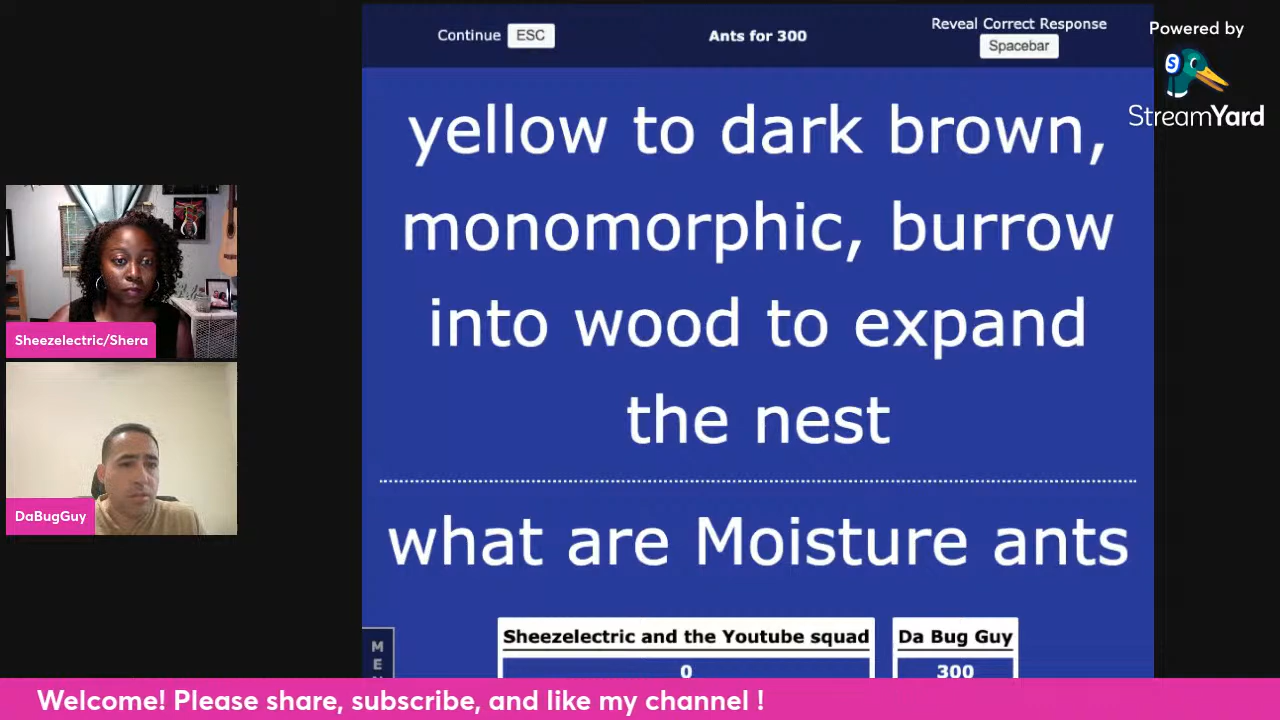 Continue ESC
Ants for 300
Reveal Correct Response
Spacebar
Powered by
S
StreamYard
yellow to dark brown,
monomorphic, burrow
into wood to expand
the nest
what are Moisture ants
Sheezelectric/Shera
DaBugGuy
M
E
Sheezelectric and the Youtube squad
0
Da Bug Guy
300
Welcome! Please share, subscribe, and like my channel !